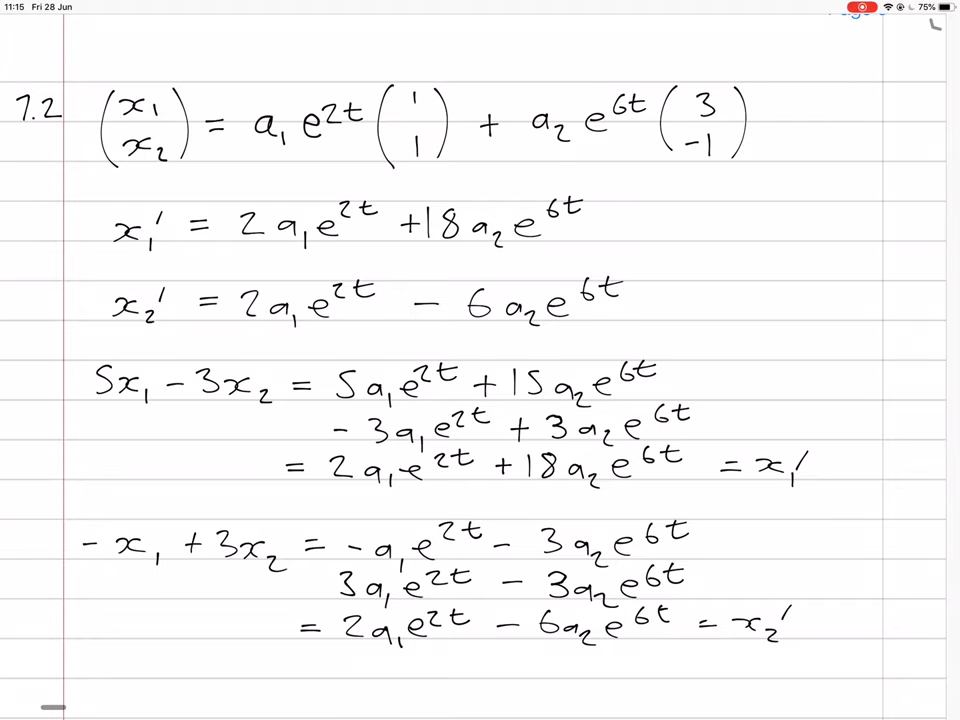 11:15 Fri 28 Jun 75%
7.2 (x₁ x₂) = a₁e^2t (1 1) + a₂e^6t (3 -1)
x₁' = 2a₁e^2t + 18a₂e^6t
x₂' = 2a₁e^2t - 6a₂e^6t
5x₁ - 3x₂ = 5a₁e^2t + 15a₂e^6t
- 3a₁e^2t + 3a₂e^6t
= 2a₁e^2t + 18a₂e^6t = x₁'
- x₁ + 3x₂ = -a₁e^2t - 3a₂e^6t
3a₁e^2t - 3a₂e^6t
= 2a₁e^2t - 6a₂e^6t = x₂'